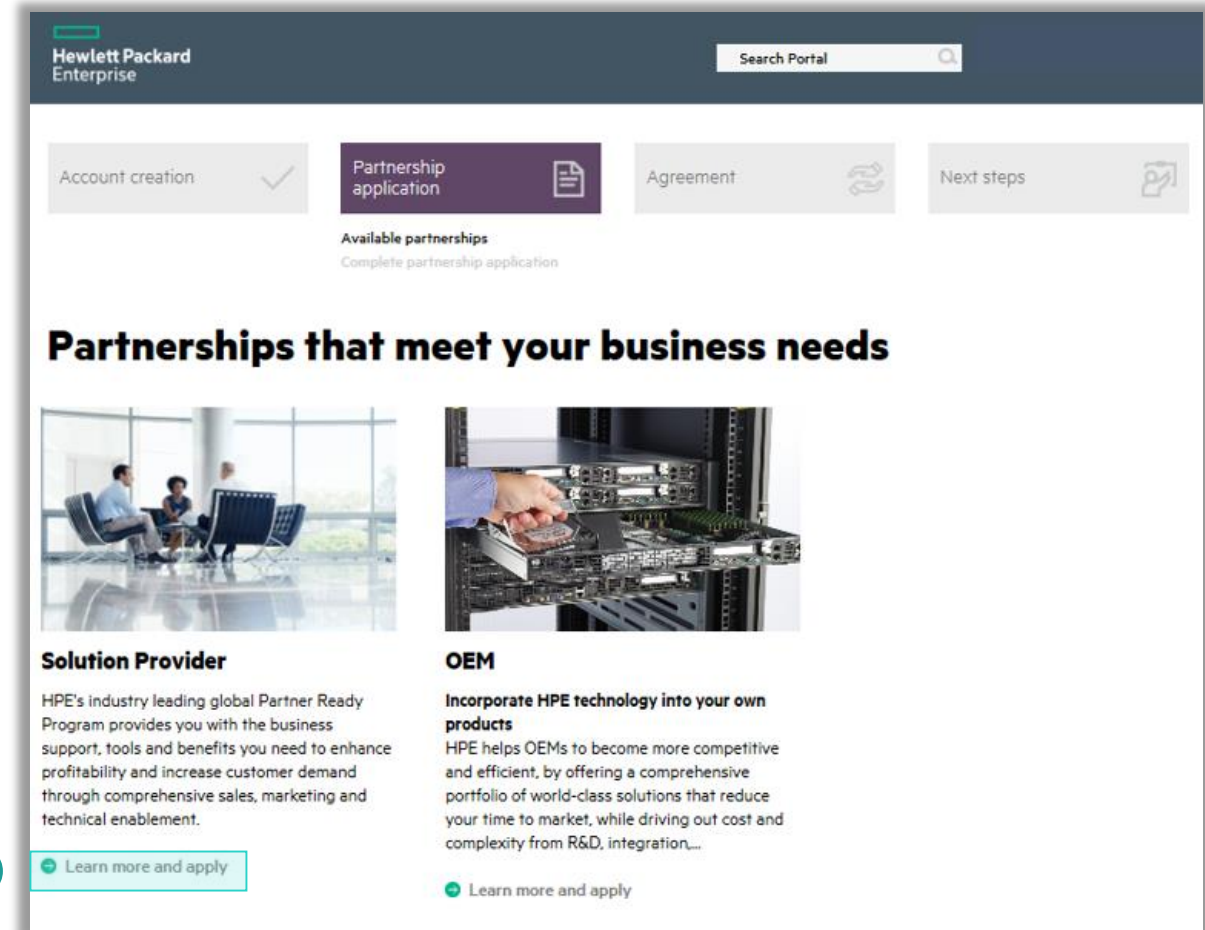 Hewlett Packard
Enterprise
Search Portal
Account creation
Partnership
application
Agreement
Next steps
Available partnerships
Complete partnership application
Partnerships that meet your business needs
Solution Provider
HPE's industry leading global Partner Ready
Program provides you with the business
support, tools and benefits you need to enhance
profitability and increase customer demand
through comprehensive sales, marketing and
technical enablement.
Learn more and apply
OEM
Incorporate HPE technology into your own
products
HPE helps OEMs to become more competitive
and efficient, by offering a comprehensive
portfolio of world-class solutions that reduce
your time to market, while driving out cost and
complexity from R&D, integration,...
Learn more and apply